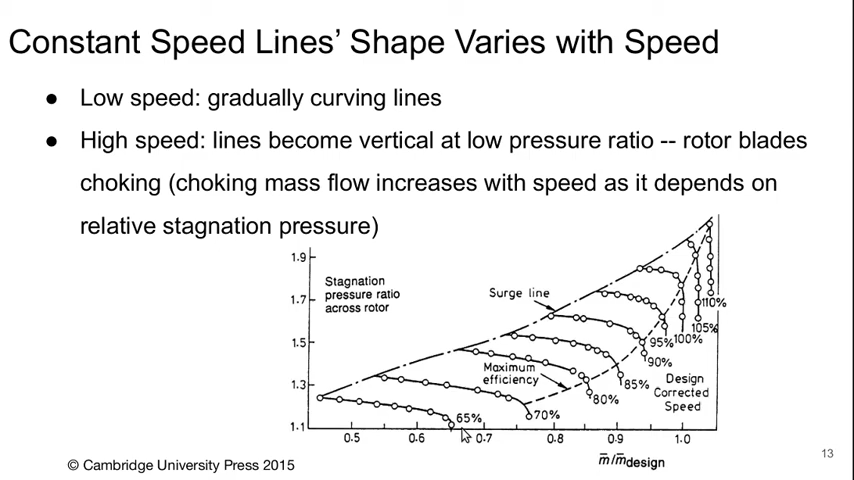 Constant Speed Lines’ Shape Varies with Speed
● Low speed: gradually curving lines
● High speed: lines become vertical at low pressure ratio -- rotor blades
choking (choking mass flow increases with speed as it depends on
relative stagnation pressure)
1.9
1.7
1.5
1.3
1.1
Stagnation
pressure ratio
across rotor
Surge line
Maximum
efficiency
110%
105%
100%
95%
90%
85%
80%
70%
65%
Design
Corrected
Speed
0.5 0.6 0.7 0.8 0.9 1.0
m̅/m̅design
© Cambridge University Press 2015
13